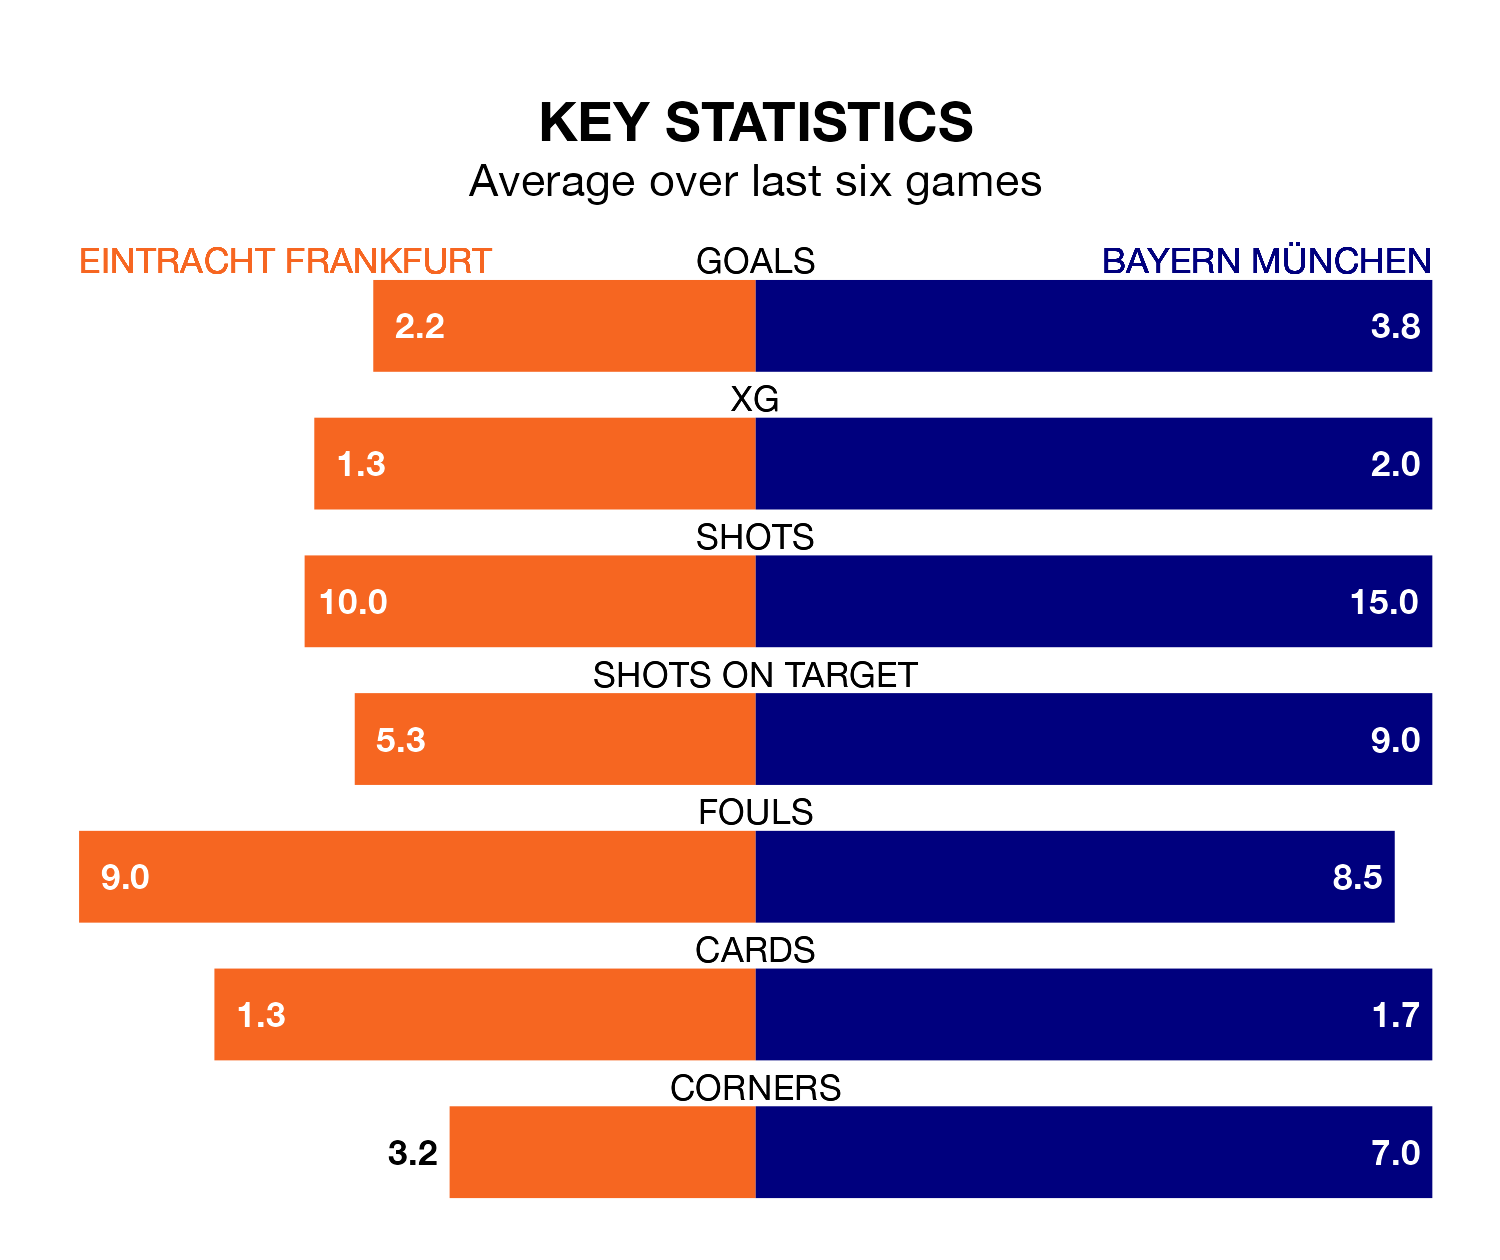 KEY STATISTICS
Average over last six games
EINTRACHT FRANKFURT GOALS BAYERN MÜNCHEN
2.2 3.8
XG
1.3 2.0
SHOTS
10.0 15.0
SHOTS ON TARGET
5.3 9.0
FOULS
9.0 8.5
CARDS
1.3 1.7
CORNERS
3.2 7.0